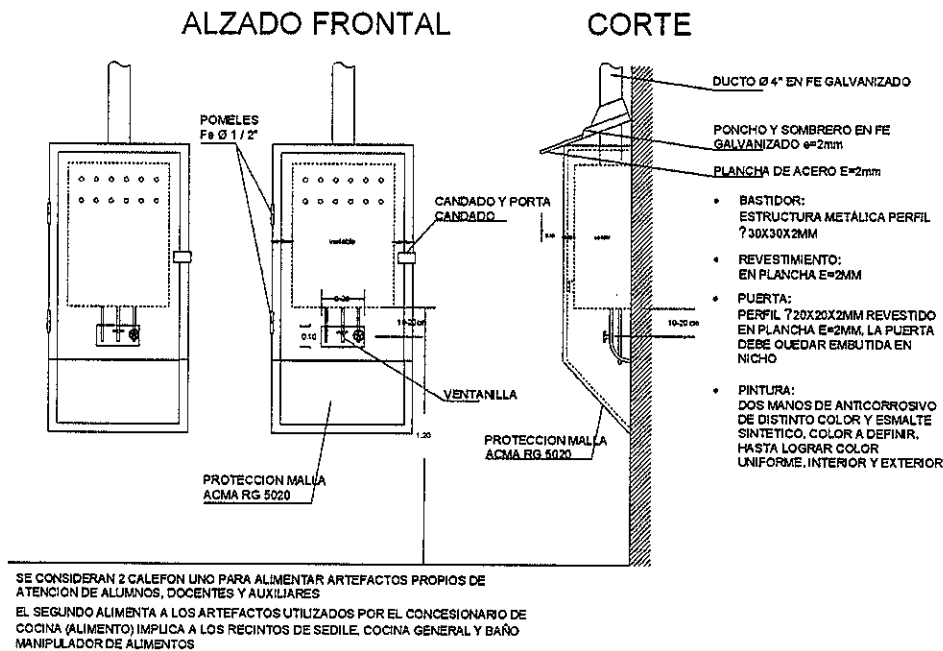 ALZADO FRONTAL
CORTE
POMELES
Fe Ø 1 / 2"
CANDADO Y PORTA
CANDADO
variable
0.20
0.10
10-20 cm
VENTANILLA
1.20
PROTECCION MALLA
ACMA RG 5020
DUCTO Ø 4" EN FE GALVANIZADO
PONCHO Y SOMBRERO EN FE
GALVANIZADO e=2mm
PLANCHA DE ACERO E=2mm
• BASTIDOR:
ESTRUCTURA METÁLICA PERFIL
? 30X30X2MM
• REVESTIMIENTO:
EN PLANCHA E=2MM
• PUERTA:
PERFIL ?20X20X2MM REVESTIDO
EN PLANCHA E=2MM, LA PUERTA
DEBE QUEDAR EMBUTIDA EN
NICHO
• PINTURA:
DOS MANOS DE ANTICORROSIVO
DE DISTINTO COLOR Y ESMALTE
SINTETICO, COLOR A DEFINIR,
HASTA LOGRAR COLOR
UNIFORME, INTERIOR Y EXTERIOR
10-20 cm
PROTECCION MALLA
ACMA RG 5020
SE CONSIDERAN 2 CALEFON UNO PARA ALIMENTAR ARTEFACTOS PROPIOS DE
ATENCION DE ALUMNOS, DOCENTES Y AUXILIARES
EL SEGUNDO ALIMENTA A LOS ARTEFACTOS UTILIZADOS POR EL CONCESIONARIO DE
COCINA (ALIMENTO) IMPLICA A LOS RECINTOS DE SEDILE, COCINA GENERAL Y BAÑO
MANIPULADOR DE ALIMENTOS